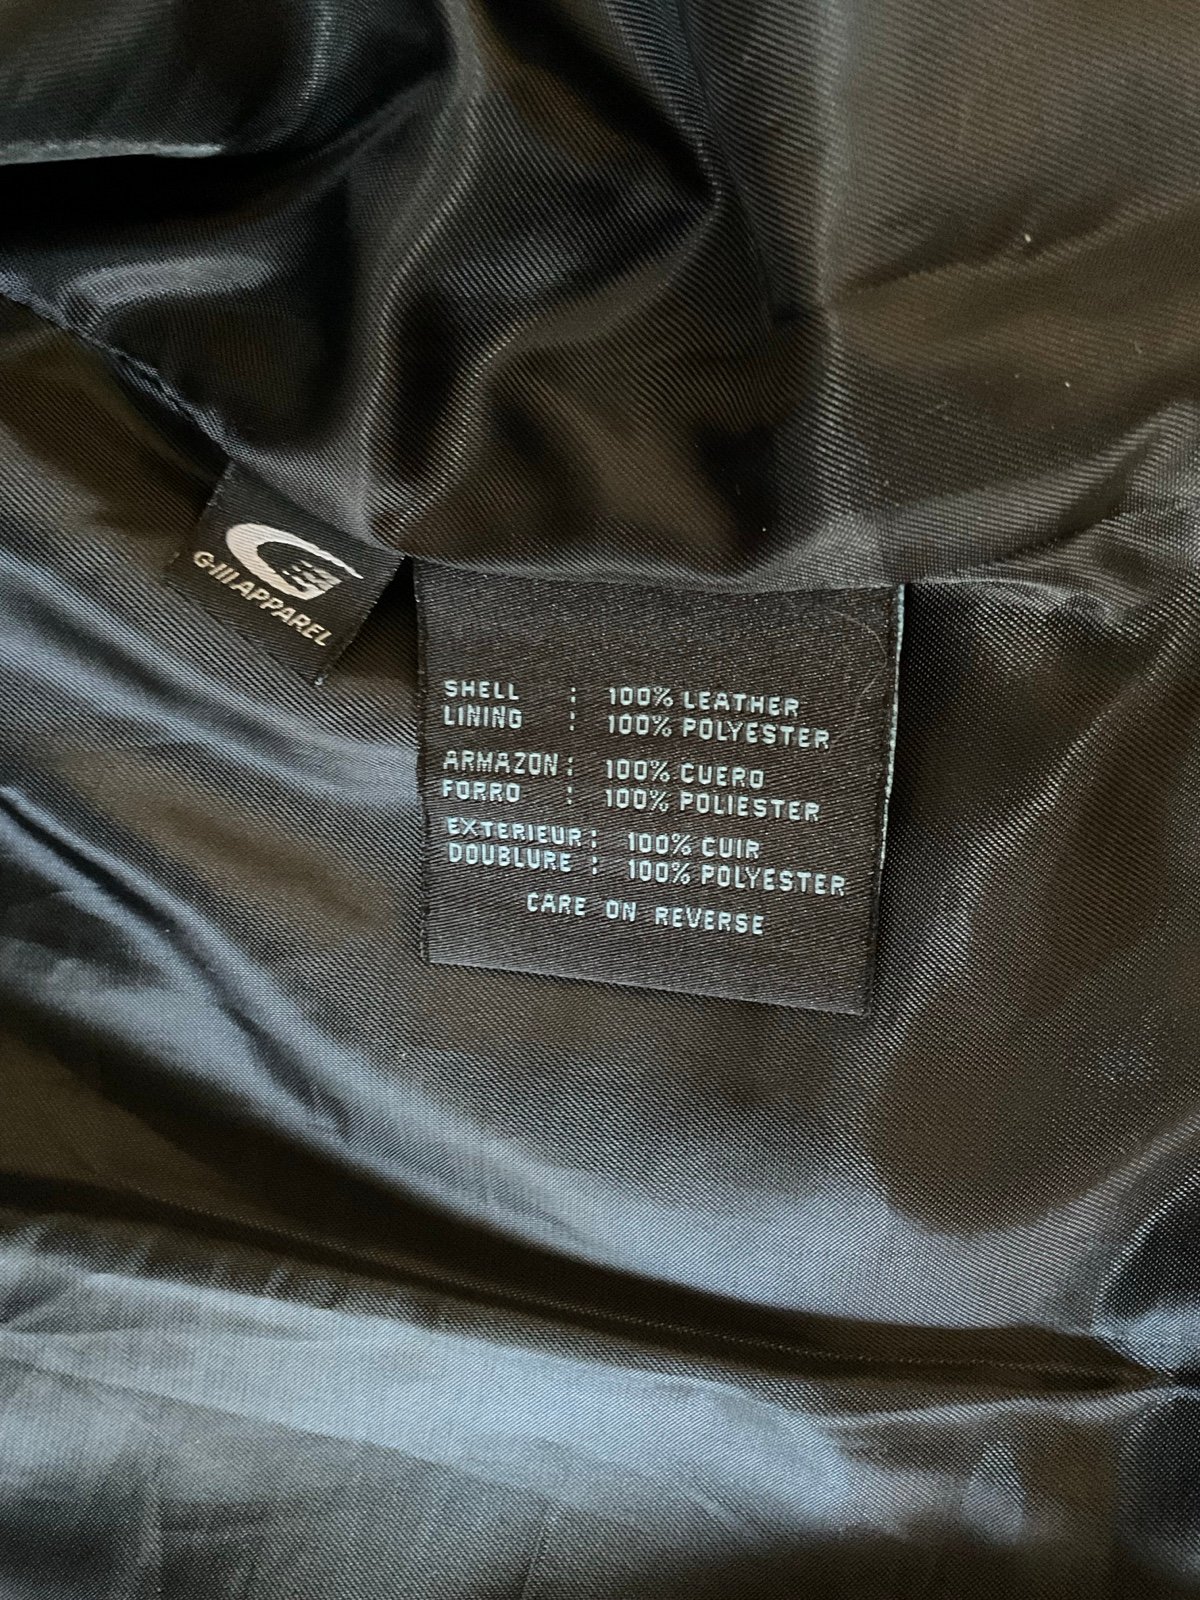 G-III APPAREL
SHELL : 100% LEATHER
LINING : 100% POLYESTER
ARMAZON : 100% CUERO
FORRO : 100% POLIESTER
EXTERIEUR : 100% CUIR
DOUBLURE : 100% POLYESTER
CARE ON REVERSE